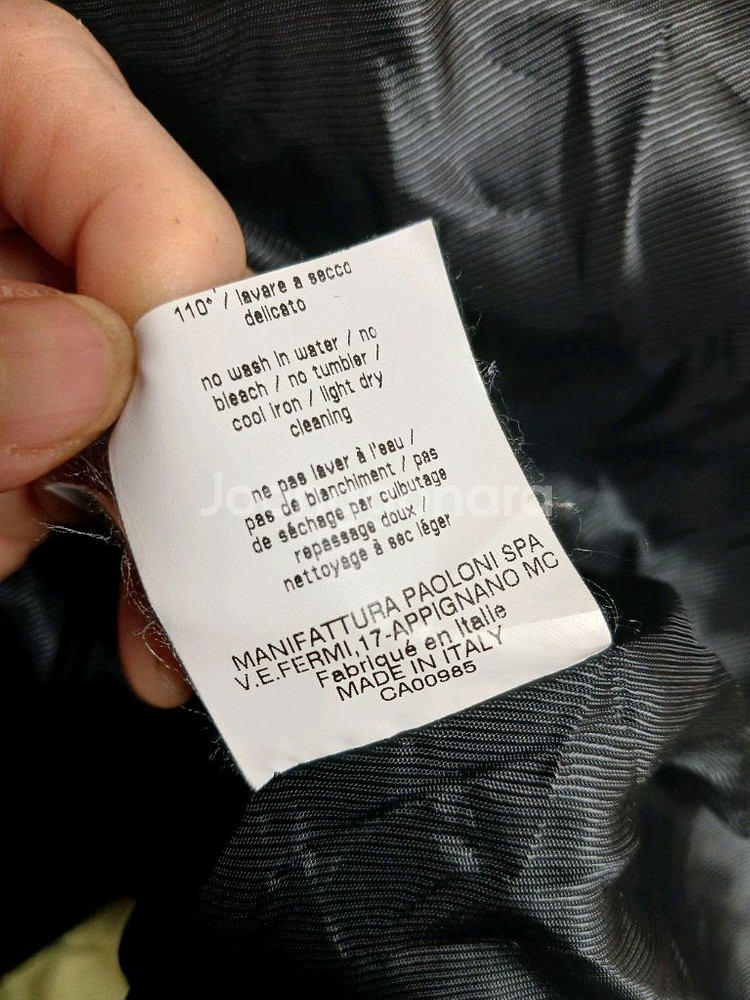 110°/ lavare a secco
delicato
no wash in water / no
bleach / no tumbler /
cool iron / light dry
cleaning
ne pas laver à l'eau /
pas de blanchiment / pas
de séchage par culbutage
repassage doux /
nettoyage à sec léger
MANIFATTURA PAOLONI SPA
V.E.FERMI,17-APPIGNANO MC
Fabriqué en Italie
MADE IN ITALY
CA00985